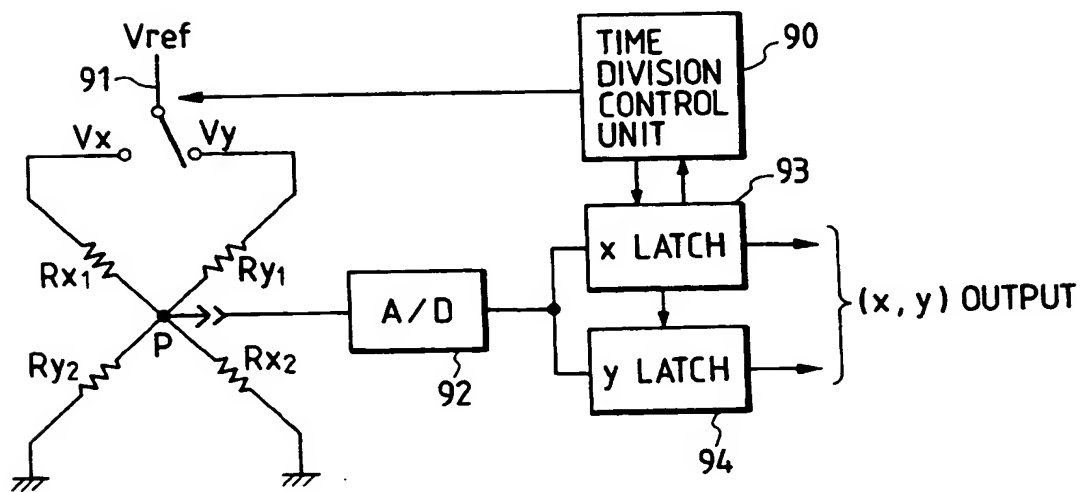 Vref
91
Vx
Vy
TIME
DIVISION
CONTROL
UNIT
90
93
x LATCH
Rx1
Ry1
A/D
(x, y) OUTPUT
P
Ry2
Rx2
92
y LATCH
94